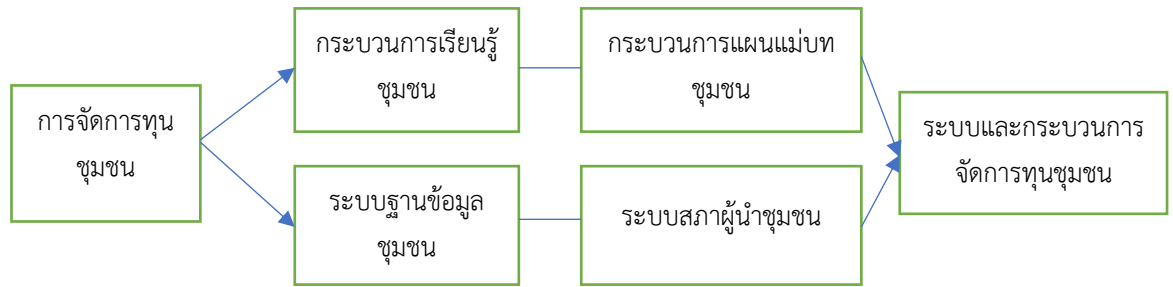 การจัดการทุน
ชุมชน
กระบวนการเรียนรู้
ชุมชน
กระบวนการแผนแม่บท
ชุมชน
ระบบฐานข้อมูล
ชุมชน
ระบบสภาผู้นำชุมชน
ระบบและกระบวนการ
จัดการทุนชุมชน